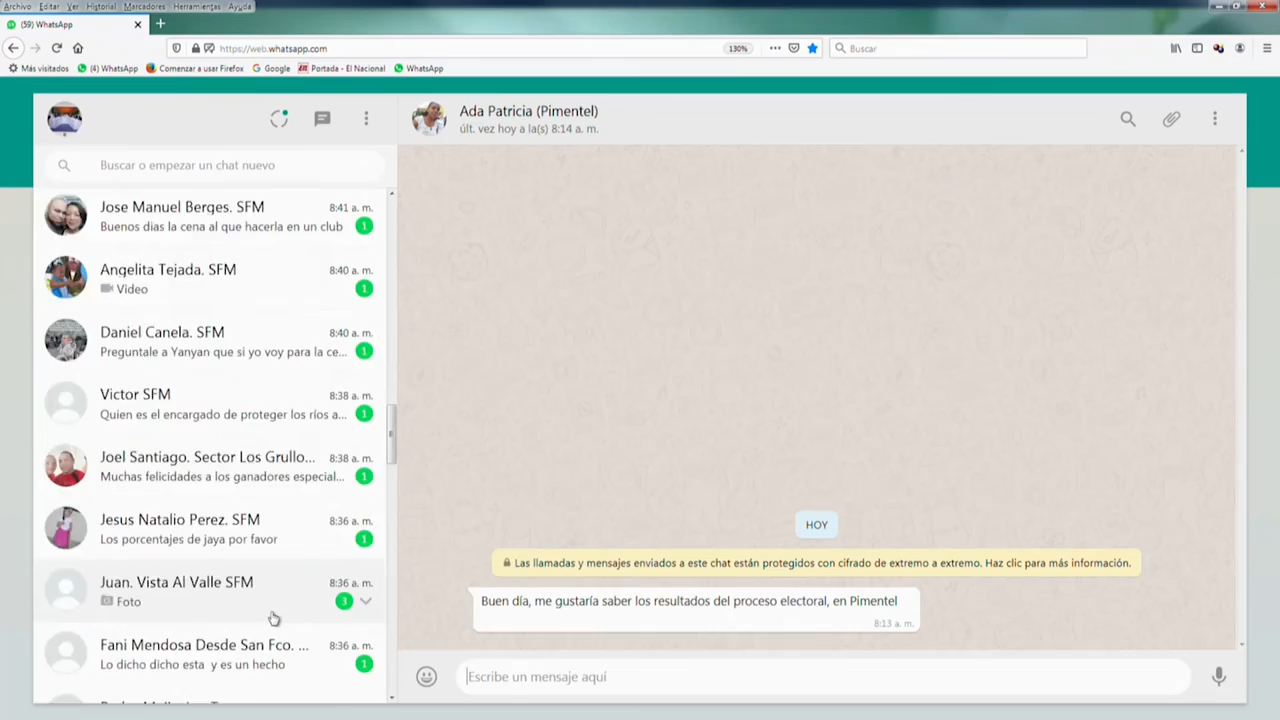 Archivo Editar Ver Historial Marcadores Herramientas Ayuda
(59) WhatsApp
https://web.whatsapp.com
130%
Buscar
Más visitados (4) WhatsApp Comenzar a usar Firefox Google Portada - El Nacional WhatsApp
Buscar o empezar un chat nuevo
Jose Manuel Berges. SFM 8:41 a. m.
Buenos dias la cena al que hacerla en un club 1
Angelita Tejada. SFM 8:40 a. m.
Video 1
Daniel Canela. SFM 8:40 a. m.
Preguntale a Yanyan que si yo voy para la ce... 1
Victor SFM 8:38 a. m.
Quien es el encargado de proteger los ríos a... 1
Joel Santiago. Sector Los Grullo... 8:38 a. m.
Muchas felicidades a los ganadores especial... 1
Jesus Natalio Perez. SFM 8:36 a. m.
Los porcentajes de jaya por favor 1
Juan. Vista Al Valle SFM 8:36 a. m.
Foto 3
Fani Mendosa Desde San Fco. ... 8:36 a. m.
Lo dicho dicho esta y es un hecho 1
Ada Patricia (Pimentel)
últ. vez hoy a la(s) 8:14 a. m.
HOY
Las llamadas y mensajes enviados a este chat están protegidos con cifrado de extremo a extremo. Haz clic para más información.
Buen día, me gustaría saber los resultados del proceso electoral, en Pimentel
8:13 a. m.
Escribe un mensaje aquí